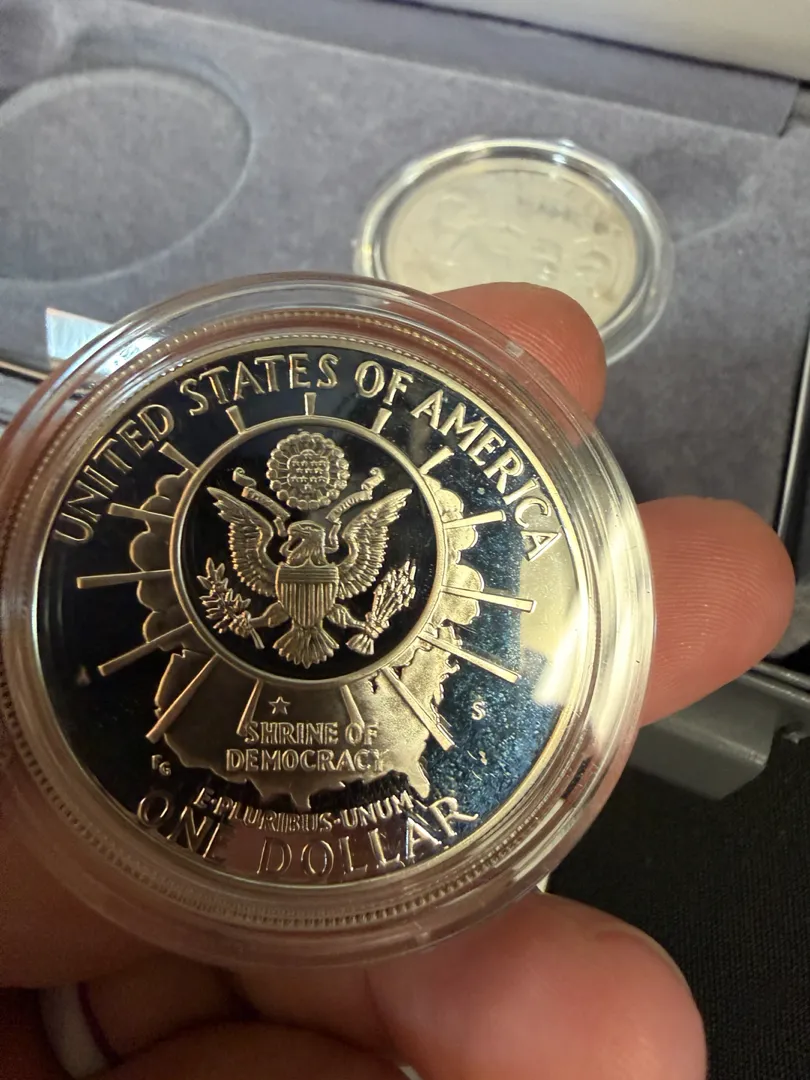 UNITED STATES OF AMERICA
SHRINE OF
DEMOCRACY
S
E·PLURIBUS·UNUM
ONE DOLLAR